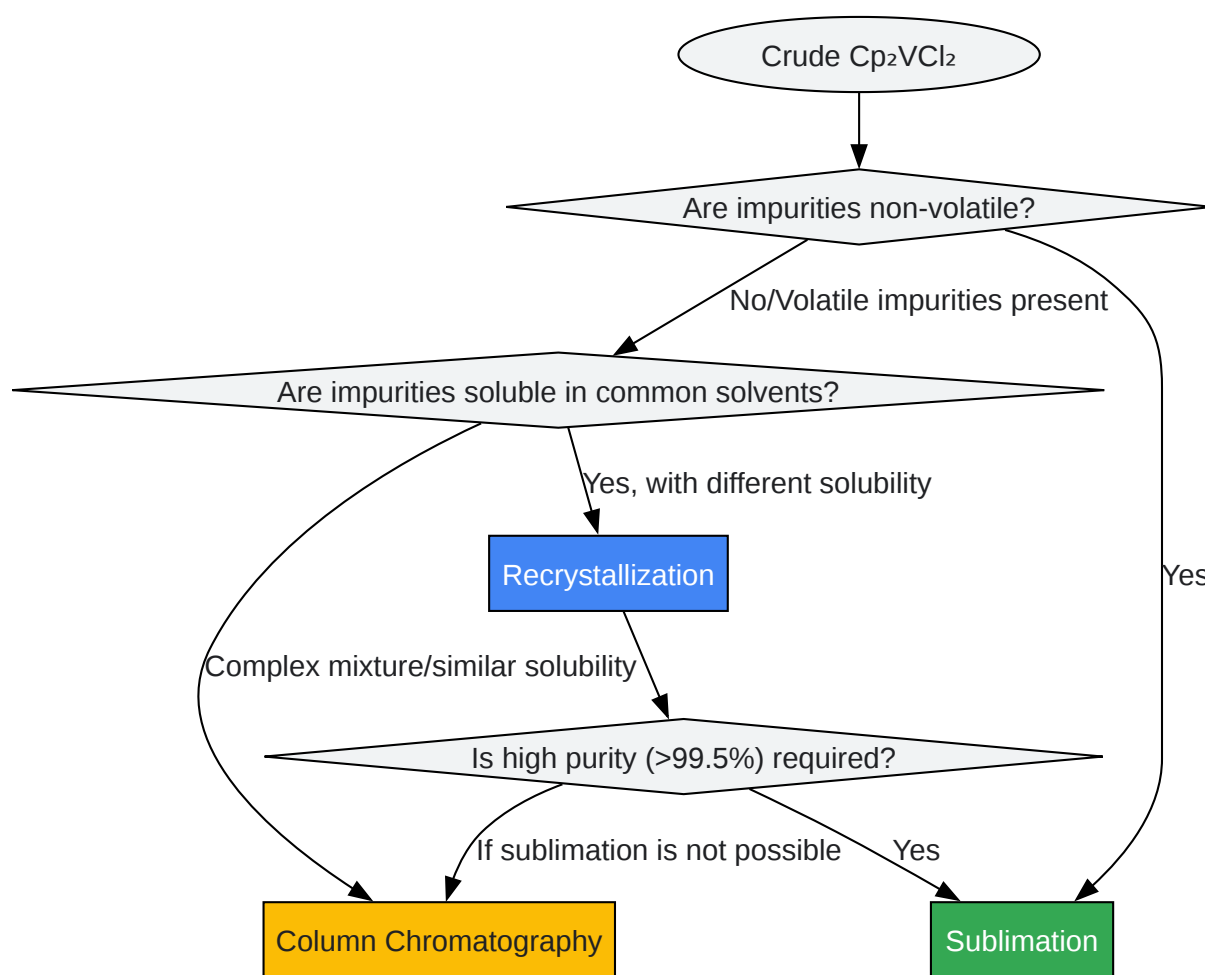 Crude Cp₂VCl₂
Are impurities non-volatile?
No/Volatile impurities present
Are impurities soluble in common solvents?
Yes, with different solubility
Recrystallization
Yes
Complex mixture/similar solubility
Is high purity (>99.5%) required?
If sublimation is not possible
Yes
Column Chromatography
Sublimation